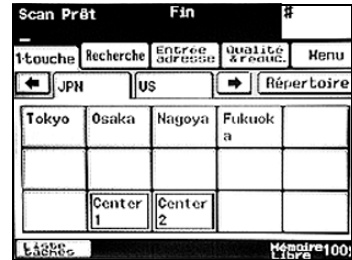 Scan Prêt Fin #
1-touche Recherche Entrée adresse Qualité & réduc. Menu
← JPN US → Répertoire
Tokyo Osaka Nagoya Fukuok
a
Center Center
1 2
Liste tâches Mémoire Libre 100%